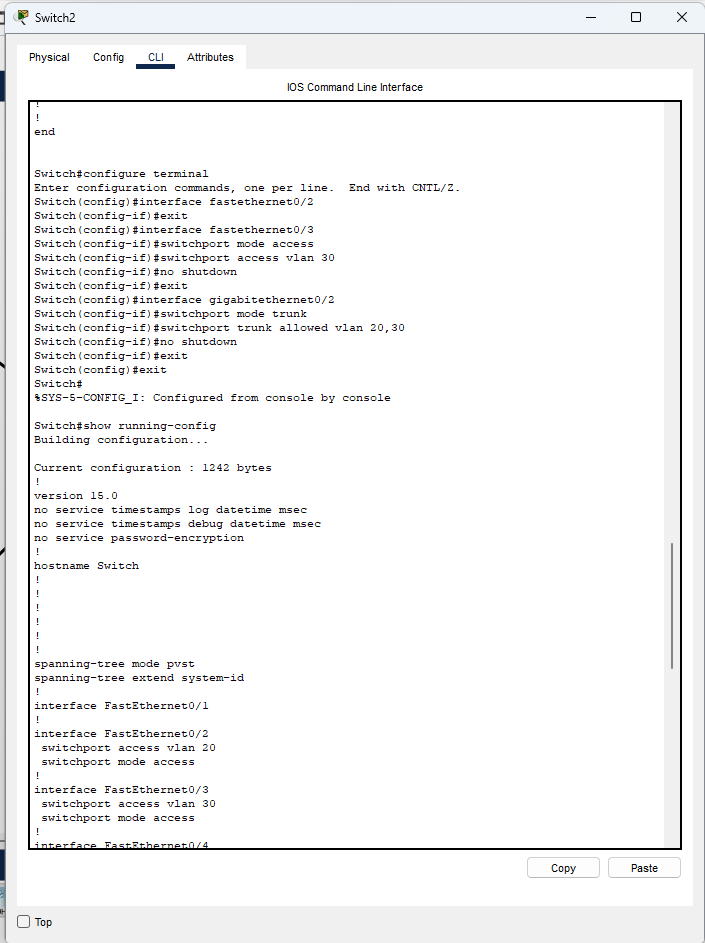 Switch2
Physical Config CLI Attributes
IOS Command Line Interface
!
!
end
Switch#configure terminal
Enter configuration commands, one per line.  End with CNTL/Z.
Switch(config)#interface fastethernet0/2
Switch(config-if)#exit
Switch(config)#interface fastethernet0/3
Switch(config-if)#switchport mode access
Switch(config-if)#switchport access vlan 30
Switch(config-if)#no shutdown
Switch(config-if)#exit
Switch(config)#interface gigabitethernet0/2
Switch(config-if)#switchport mode trunk
Switch(config-if)#switchport trunk allowed vlan 20,30
Switch(config-if)#no shutdown
Switch(config-if)#exit
Switch(config)#exit
Switch#
%SYS-5-CONFIG_I: Configured from console by console
Switch#show running-config
Building configuration...
Current configuration : 1242 bytes
!
version 15.0
no service timestamps log datetime msec
no service timestamps debug datetime msec
no service password-encryption
!
hostname Switch
!
!
!
!
!
!
spanning-tree mode pvst
spanning-tree extend system-id
!
interface FastEthernet0/1
!
interface FastEthernet0/2
 switchport access vlan 20
 switchport mode access
!
interface FastEthernet0/3
 switchport access vlan 30
 switchport mode access
!
interface FastEthernet0/4
Copy Paste
Top